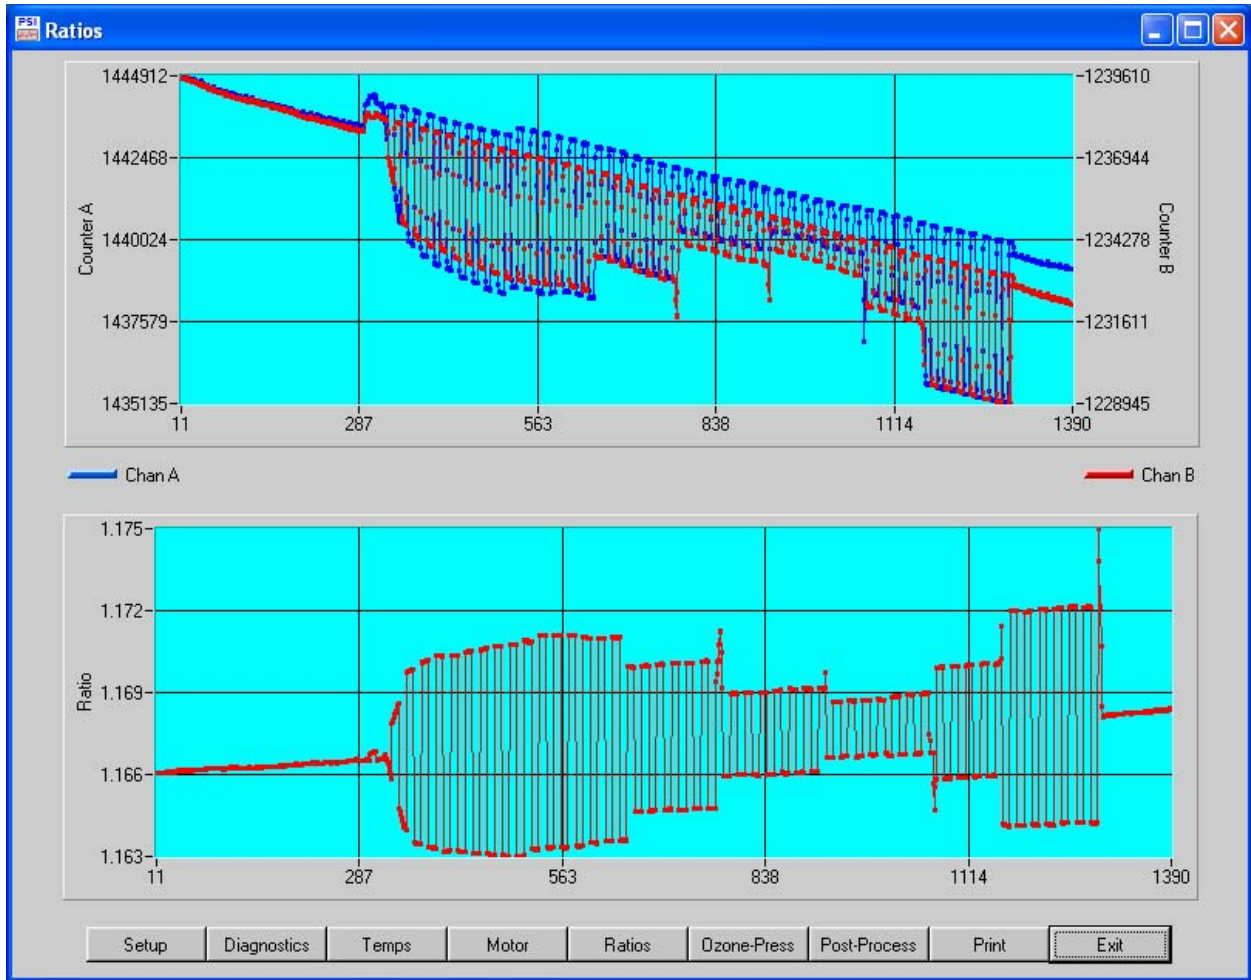 PSI
Ratios
1444912
1442468
1440024
1437579
1435135
Counter A
-1239610
-1236944
-1234278
-1231611
-1228945
Counter B
11 287 563 838 1114 1390
Chan A
Chan B
1.175
1.172
1.169
1.166
1.163
Ratio
11 287 563 838 1114 1390
Setup Diagnostics Temps Motor Ratios Ozone-Press Post-Process Print Exit